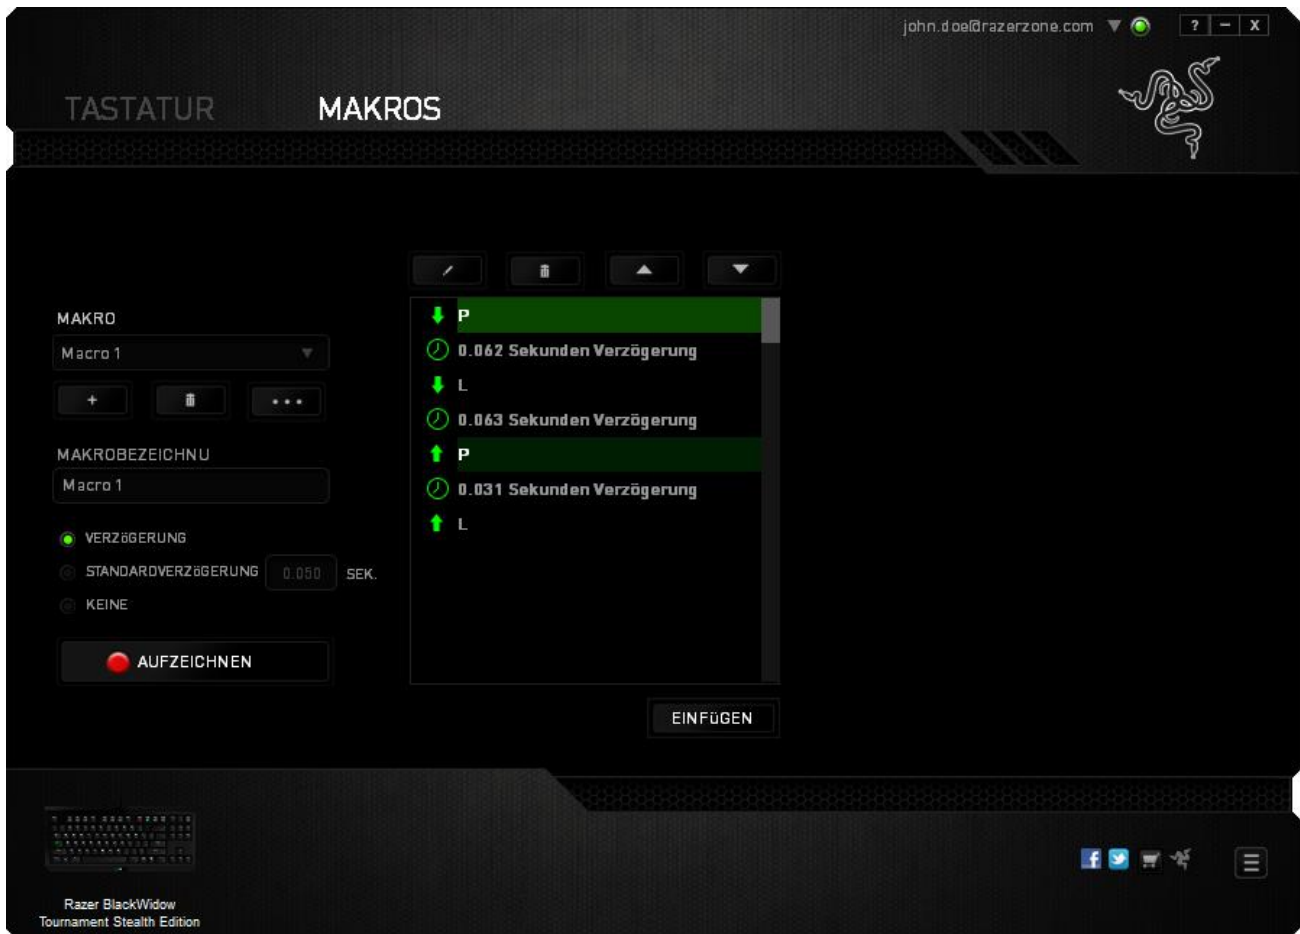 john.doe@razerzone.com
? – X
TASTATUR MAKROS
MAKRO
Macro 1
+
MAKROBEZEICHNU
Macro 1
VERZöGERUNG
STANDARDVERZöGERUNG 0.050 SEK.
KEINE
AUFZEICHNEN
P
0.062 Sekunden Verzögerung
L
0.063 Sekunden Verzögerung
P
0.031 Sekunden Verzögerung
L
EINFüGEN
Razer BlackWidow
Tournament Stealth Edition